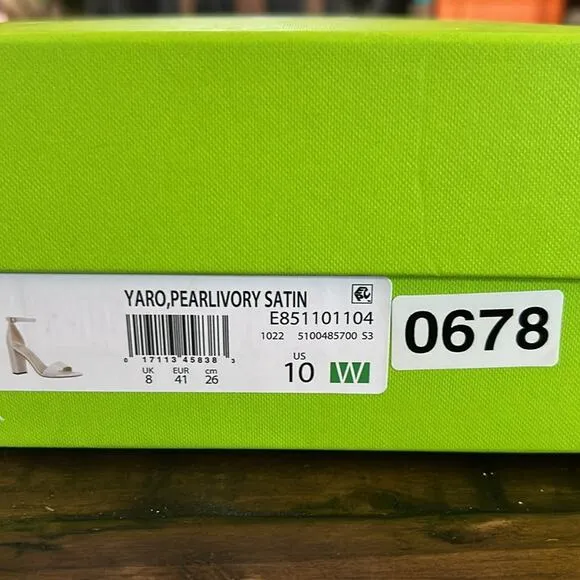 YARO,PEARLIVORY SATIN
E851101104
1022 5100485700 S3
0 17113 45838 3
UK EUR cm
8 41 26
US
10 W
0678